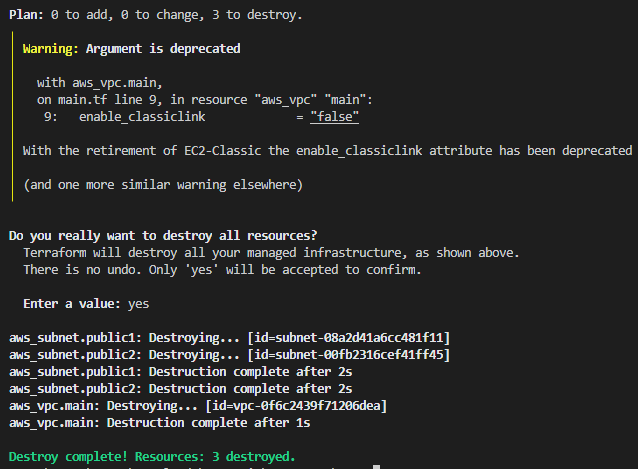 Plan: 0 to add, 0 to change, 3 to destroy.
Warning: Argument is deprecated
with aws_vpc.main,
on main.tf line 9, in resource "aws_vpc" "main":
9:   enable_classiclink             = "false"
With the retirement of EC2-Classic the enable_classiclink attribute has been deprecated
(and one more similar warning elsewhere)
Do you really want to destroy all resources?
Terraform will destroy all your managed infrastructure, as shown above.
There is no undo. Only 'yes' will be accepted to confirm.
Enter a value: yes
aws_subnet.public1: Destroying... [id=subnet-08a2d41a6cc481f11]
aws_subnet.public2: Destroying... [id=subnet-00fb2316cef41ff45]
aws_subnet.public1: Destruction complete after 2s
aws_subnet.public2: Destruction complete after 2s
aws_vpc.main: Destroying... [id=vpc-0f6c2439f71206dea]
aws_vpc.main: Destruction complete after 1s
Destroy complete! Resources: 3 destroyed.